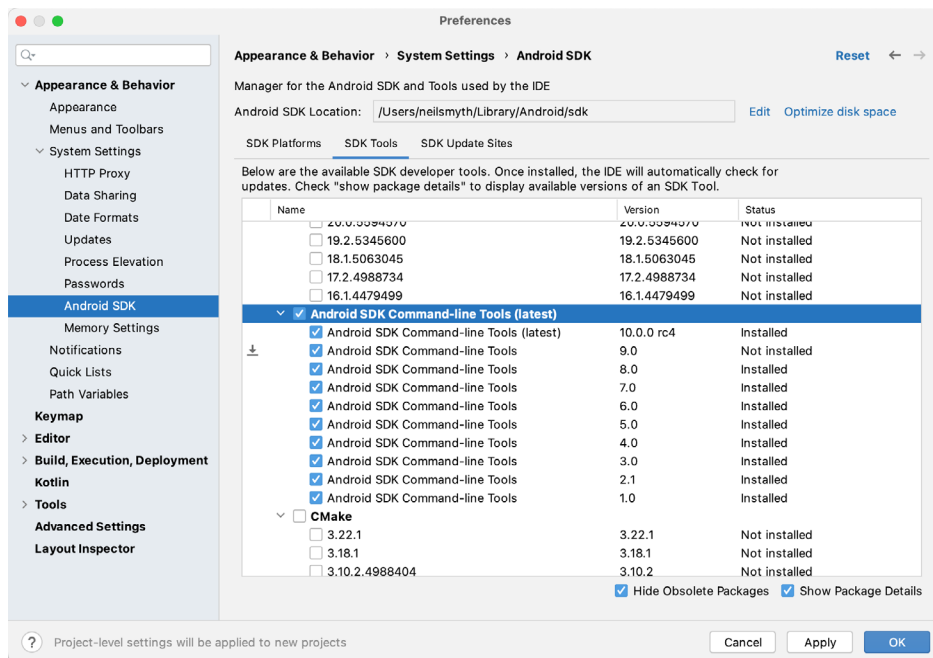 Preferences
Appearance & Behavior › System Settings › Android SDK
Reset
Manager for the Android SDK and Tools used by the IDE
Android SDK Location: /Users/neilsmyth/Library/Android/sdk Edit Optimize disk space
SDK Platforms SDK Tools SDK Update Sites
Below are the available SDK developer tools. Once installed, the IDE will automatically check for
updates. Check "show package details" to display available versions of an SDK Tool.
Name Version Status
20.0.5594570 20.0.5594570 Not installed
19.2.5345600 19.2.5345600 Not installed
18.1.5063045 18.1.5063045 Not installed
17.2.4988734 17.2.4988734 Not installed
16.1.4479499 16.1.4479499 Not installed
Android SDK Command-line Tools (latest)
Android SDK Command-line Tools (latest) 10.0.0 rc4 Installed
Android SDK Command-line Tools 9.0 Not installed
Android SDK Command-line Tools 8.0 Installed
Android SDK Command-line Tools 7.0 Installed
Android SDK Command-line Tools 6.0 Installed
Android SDK Command-line Tools 5.0 Installed
Android SDK Command-line Tools 4.0 Installed
Android SDK Command-line Tools 3.0 Installed
Android SDK Command-line Tools 2.1 Installed
Android SDK Command-line Tools 1.0 Installed
CMake
3.22.1 3.22.1 Not installed
3.18.1 3.18.1 Not installed
3.10.2.4988404 3.10.2 Not installed
Hide Obsolete Packages Show Package Details
Appearance & Behavior
Appearance
Menus and Toolbars
System Settings
HTTP Proxy
Data Sharing
Date Formats
Updates
Process Elevation
Passwords
Android SDK
Memory Settings
Notifications
Quick Lists
Path Variables
Keymap
Editor
Build, Execution, Deployment
Kotlin
Tools
Advanced Settings
Layout Inspector
? Project-level settings will be applied to new projects
Cancel Apply OK